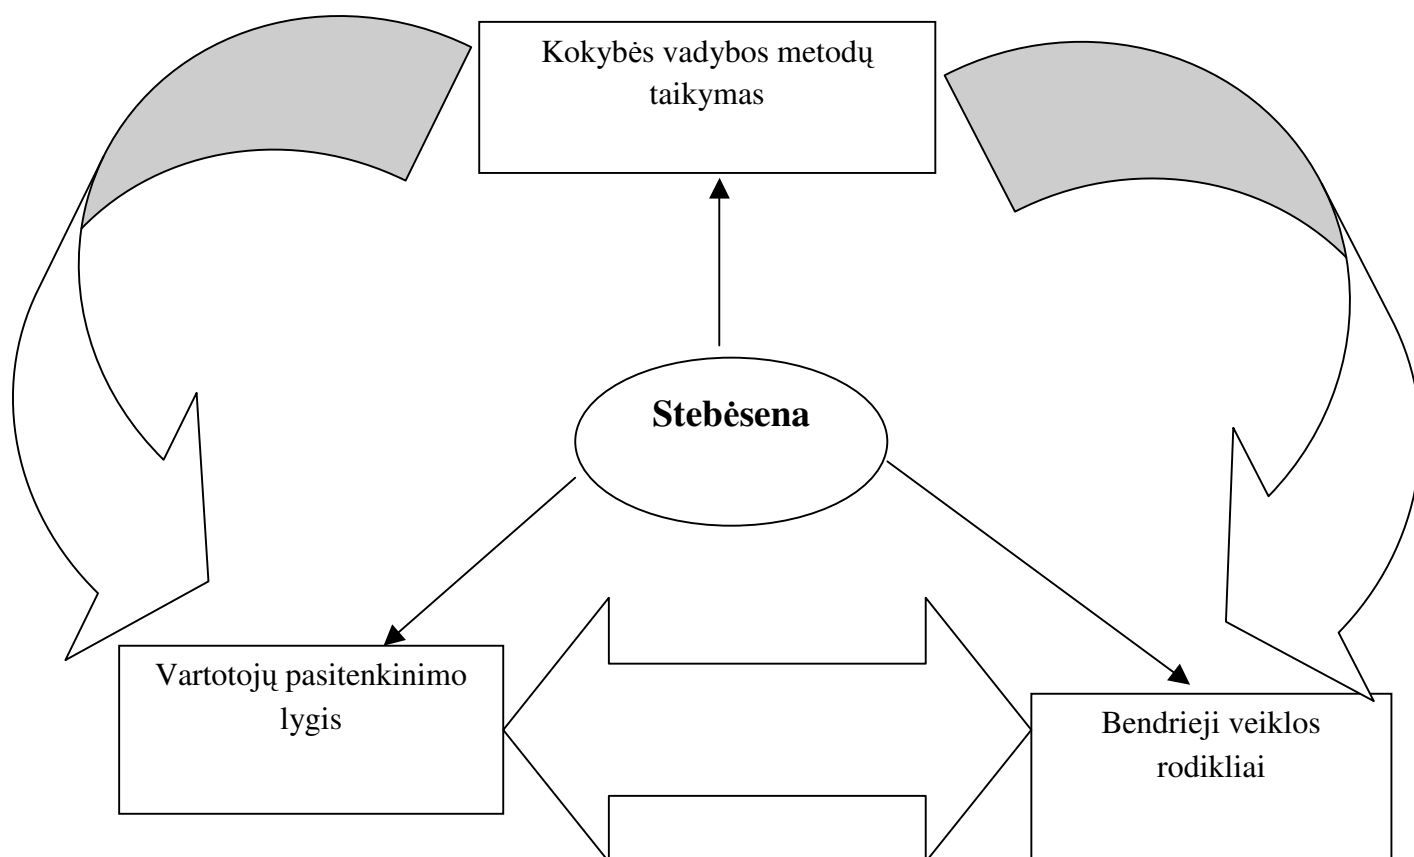 Kokybės vadybos metodų
taikymas
Stebėsena
Vartotojų pasitenkinimo
lygis
Bendrieji veiklos
rodikliai